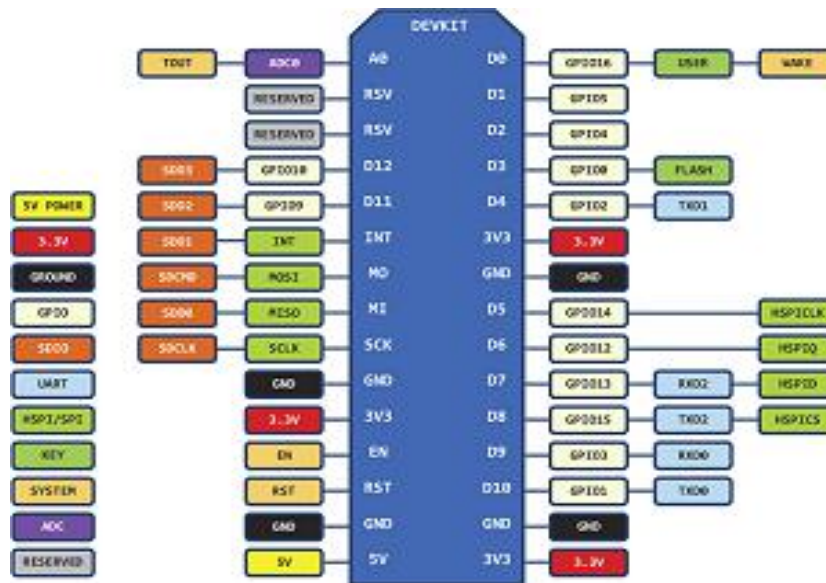 DEVKIT
TOUT ADC0 A0 D0 GPIO16 USER WAKE
RESERVED RSV D1 GPIO5
RESERVED RSV D2 GPIO4
SDD3 GPIO10 D12 D3 GPIO0 FLASH
5V POWER SDD2 GPIO9 D11 D4 GPIO2 TXD1
3.3V SDD1 INT INT 3V3 3.3V
GROUND SDCMD MOSI MO GND GND
GPIO SDD0 MISO MI D5 GPIO14 HSPICLK
SDIO SDCLK SCLK SCK D6 GPIO12 HSPIQ
UART GND GND D7 GPIO13 RXD2 HSPID
HSPI/SPI 3.3V 3V3 D8 GPIO15 TXD2 HSPICS
KEY EN EN D9 GPIO3 RXD0
SYSTEM RST RST D10 GPIO1 TXD0
ADC GND GND GND GND
RESERVED 5V 5V 3V3 3.3V